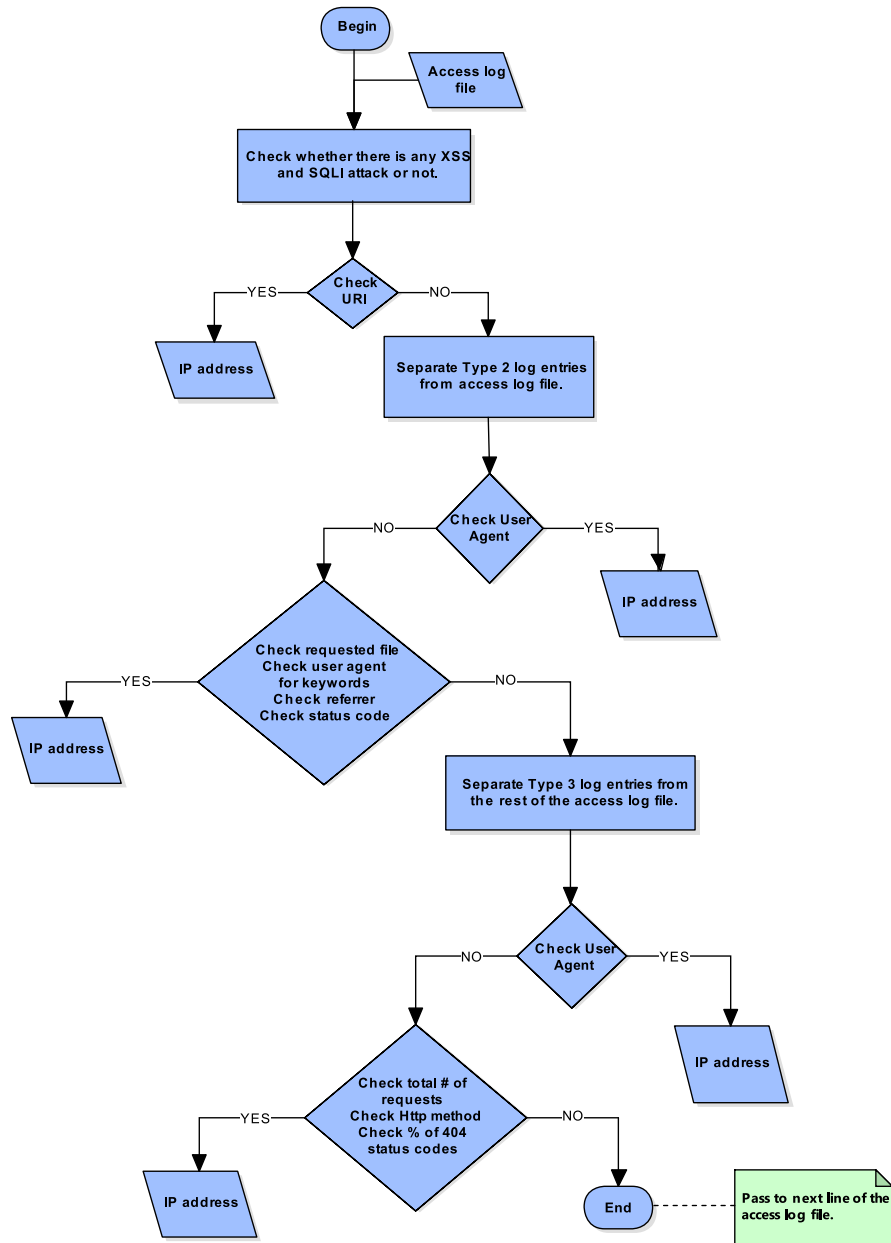 Begin
Access log
file
Check whether there is any XSS
and SQLI attack or not.
Check
URI
YES
NO
IP address
Separate Type 2 log entries
from access log file.
Check User
Agent
NO
YES
IP address
Check requested file
Check user agent
for keywords
Check referrer
Check status code
YES
NO
IP address
Separate Type 3 log entries from
the rest of the access log file.
Check User
Agent
NO
YES
IP address
Check total # of
requests
Check Http method
Check % of 404
status codes
YES
NO
IP address
End
Pass to next line of the
access log file.